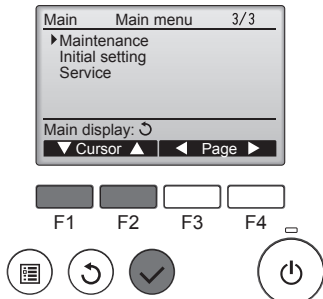 Main Main menu 3/3
Maintenance
Initial setting
Service
Main display:
Cursor Page
F1 F2 F3 F4